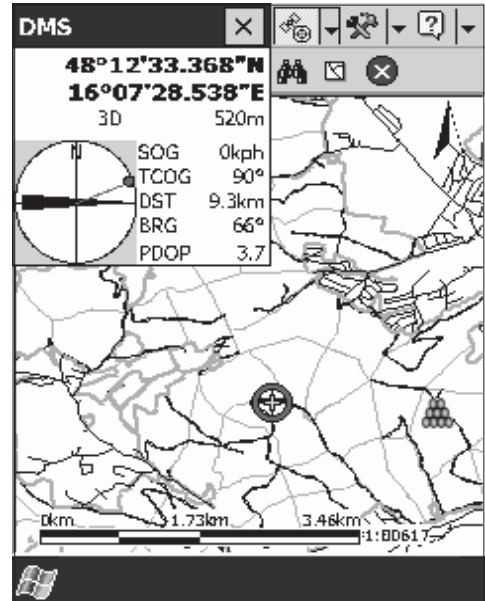 DMS
48°12'33.368"N
16°07'28.538"E
3D 520m
N
SOG 0kph
TCOG 90°
DST 9.3km
BRG 66°
PDOP 3.7
0km 1.73km 3.46km
1:80617